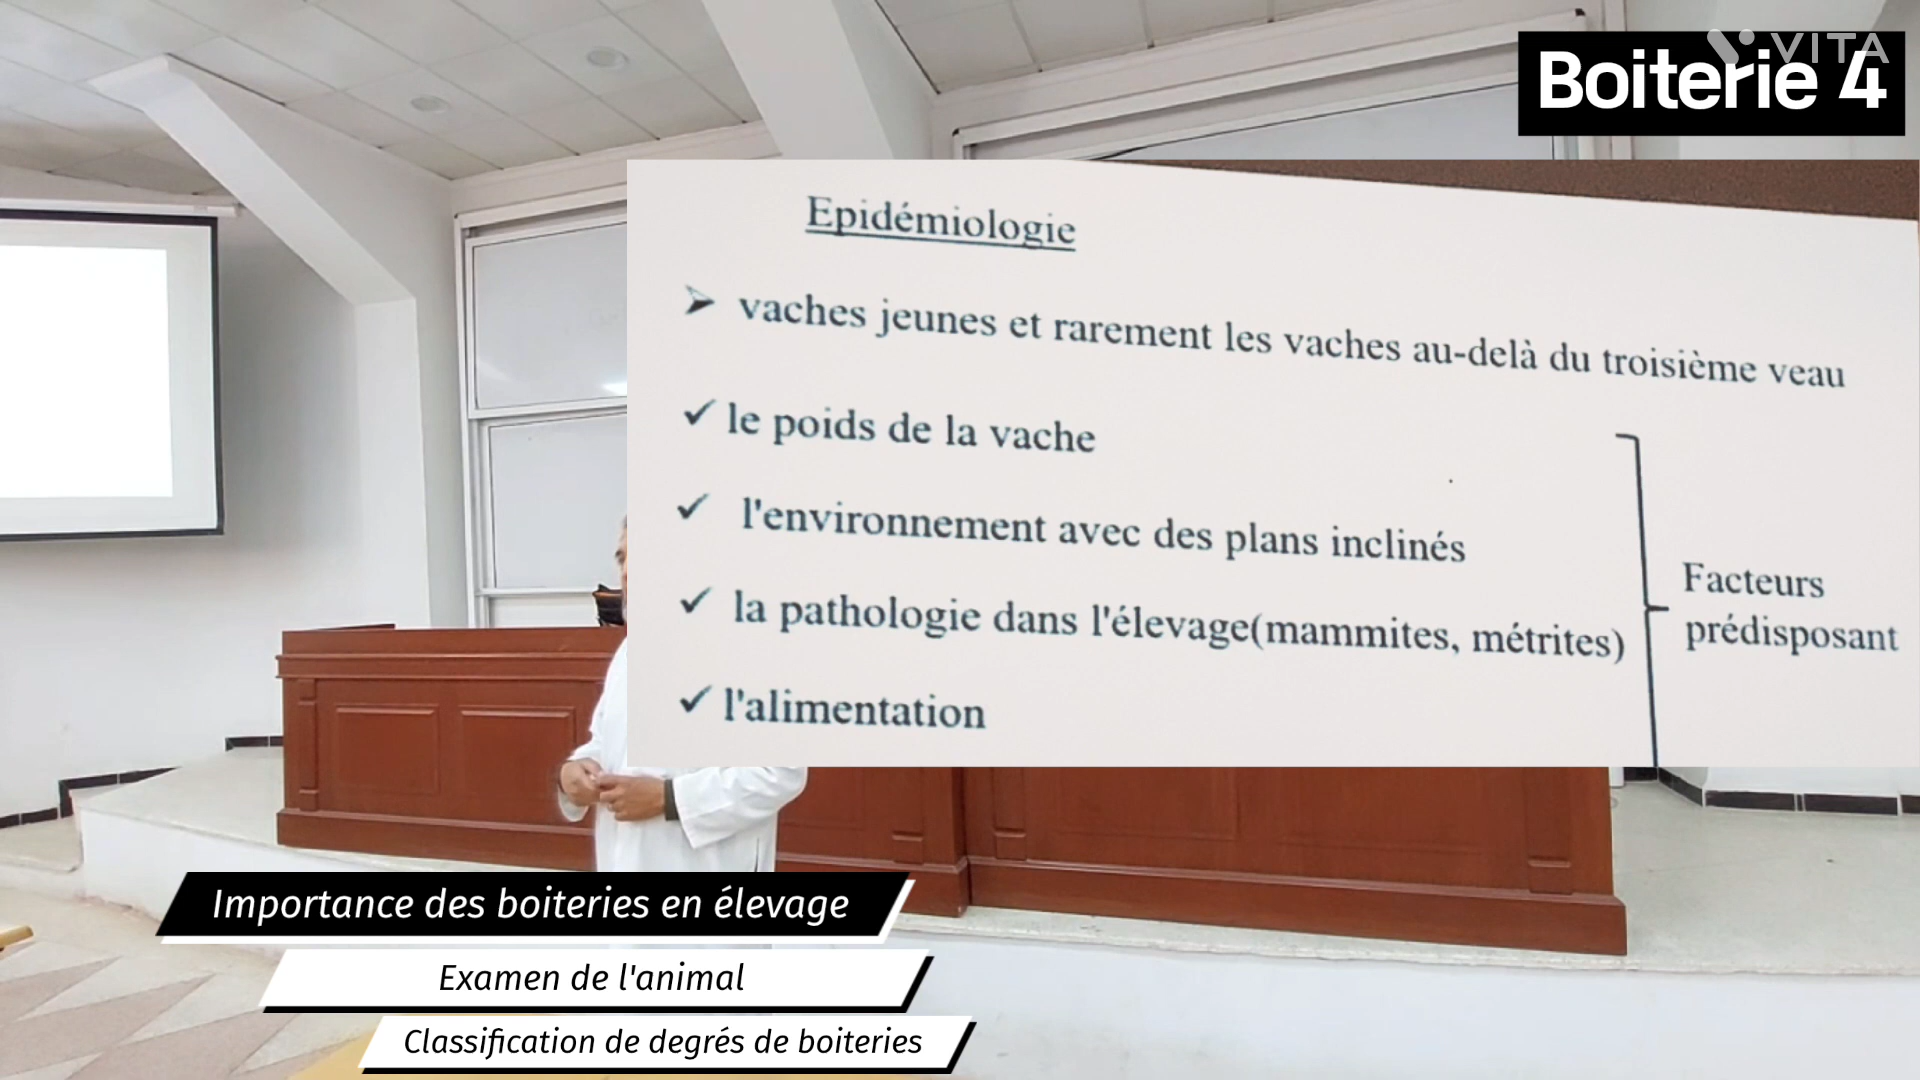 VITA
Boiterie 4
Epidémiologie
➢ vaches jeunes et rarement les vaches au-delà du troisième veau
✓ le poids de la vache
✓ l'environnement avec des plans inclinés
✓ la pathologie dans l'élevage(mammites, métrites)
✓ l'alimentation
Facteurs
prédisposant
Importance des boiteries en élevage
Examen de l'animal
Classification de degrés de boiteries